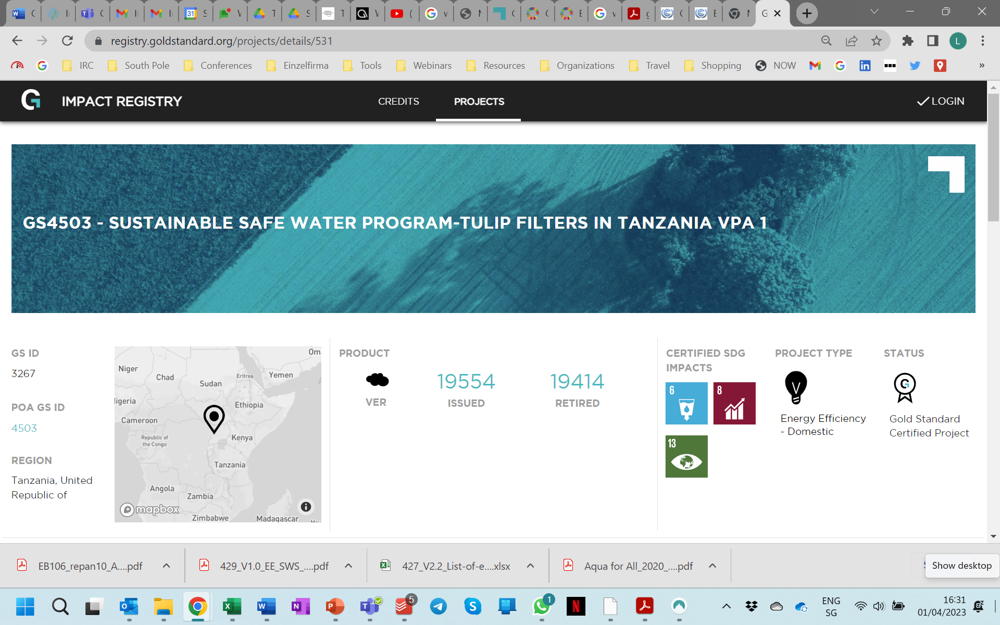 registry.goldstandard.org/projects/details/531
L
IRC
South Pole
Conferences
Einzelfirma
Tools
Webinars
Resources
Organizations
Travel
Shopping
NOW
»
IMPACT REGISTRY
CREDITS
PROJECTS
LOGIN
GS4503 - SUSTAINABLE SAFE WATER PROGRAM-TULIP FILTERS IN TANZANIA VPA 1
GS ID
3267
POA GS ID
4503
REGION
Tanzania, United
Republic of
Om
Niger
Chad
Eritrea
Yemen
Sudan
ligeria
Ethiopia
Cameroon
Republic of
the Congo
Kenya
Tanzania
Angola
Zambia
mapbox
Zimbabwe
Madagascar
PRODUCT
VER
19554
ISSUED
19414
RETIRED
CERTIFIED SDG
IMPACTS
6
8
13
PROJECT TYPE
Energy Efficiency
- Domestic
STATUS
Gold Standard
Certified Project
EB106_repan10_A....pdf
429_V1.0_EE_SWS_....pdf
427_V2.2_List-of-e....xlsx
Aqua for All_2020_....pdf
Show desktop
5
1
ENG
SG
16:31
01/04/2023